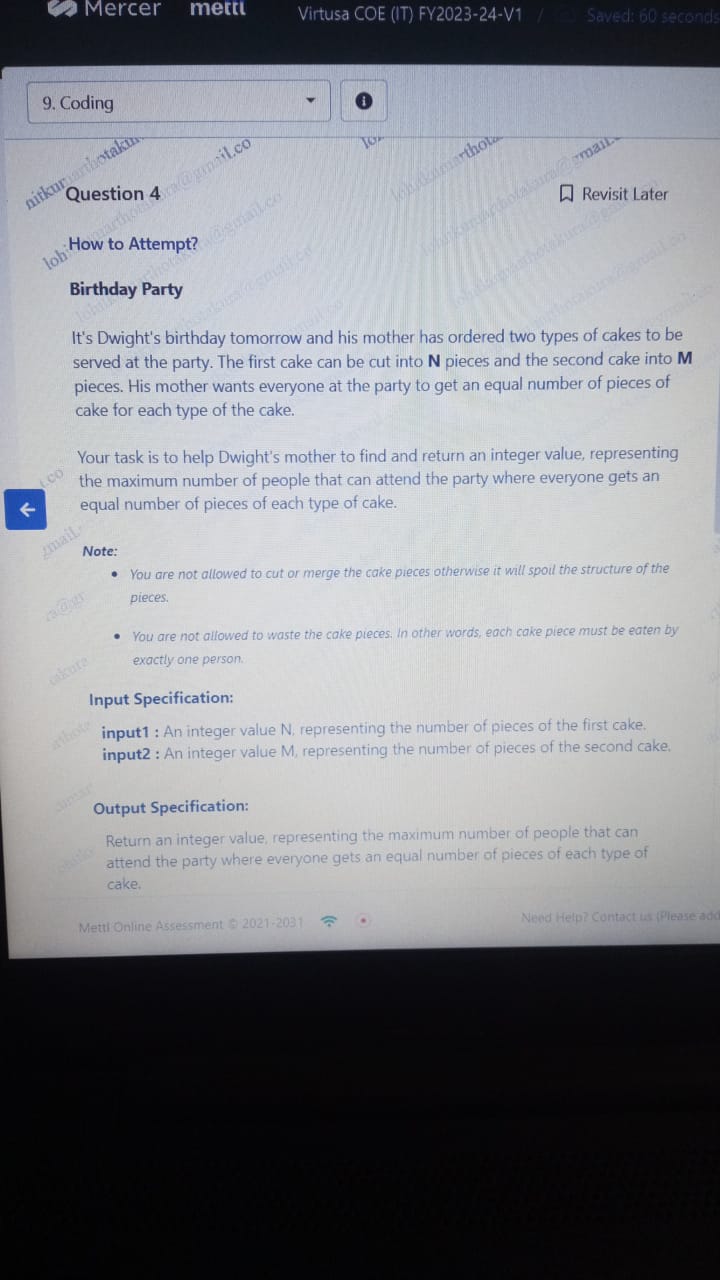 Mercer mettl Virtusa COE (IT) FY2023-24-V1 / Saved: 60 seconds
9. Coding
Question 4
Revisit Later
How to Attempt?
Birthday Party
It's Dwight's birthday tomorrow and his mother has ordered two types of cakes to be
served at the party. The first cake can be cut into N pieces and the second cake into M
pieces. His mother wants everyone at the party to get an equal number of pieces of
cake for each type of the cake.
Your task is to help Dwight's mother to find and return an integer value, representing
the maximum number of people that can attend the party where everyone gets an
equal number of pieces of each type of cake.
Note:
• You are not allowed to cut or merge the cake pieces otherwise it will spoil the structure of the
pieces.
• You are not allowed to waste the cake pieces. In other words, each cake piece must be eaten by
exactly one person.
Input Specification:
input1 : An integer value N, representing the number of pieces of the first cake.
input2 : An integer value M, representing the number of pieces of the second cake.
Output Specification:
Return an integer value, representing the maximum number of people that can
attend the party where everyone gets an equal number of pieces of each type of
cake.
Mettl Online Assessment © 2021-2031
Need Help? Contact us (Please add